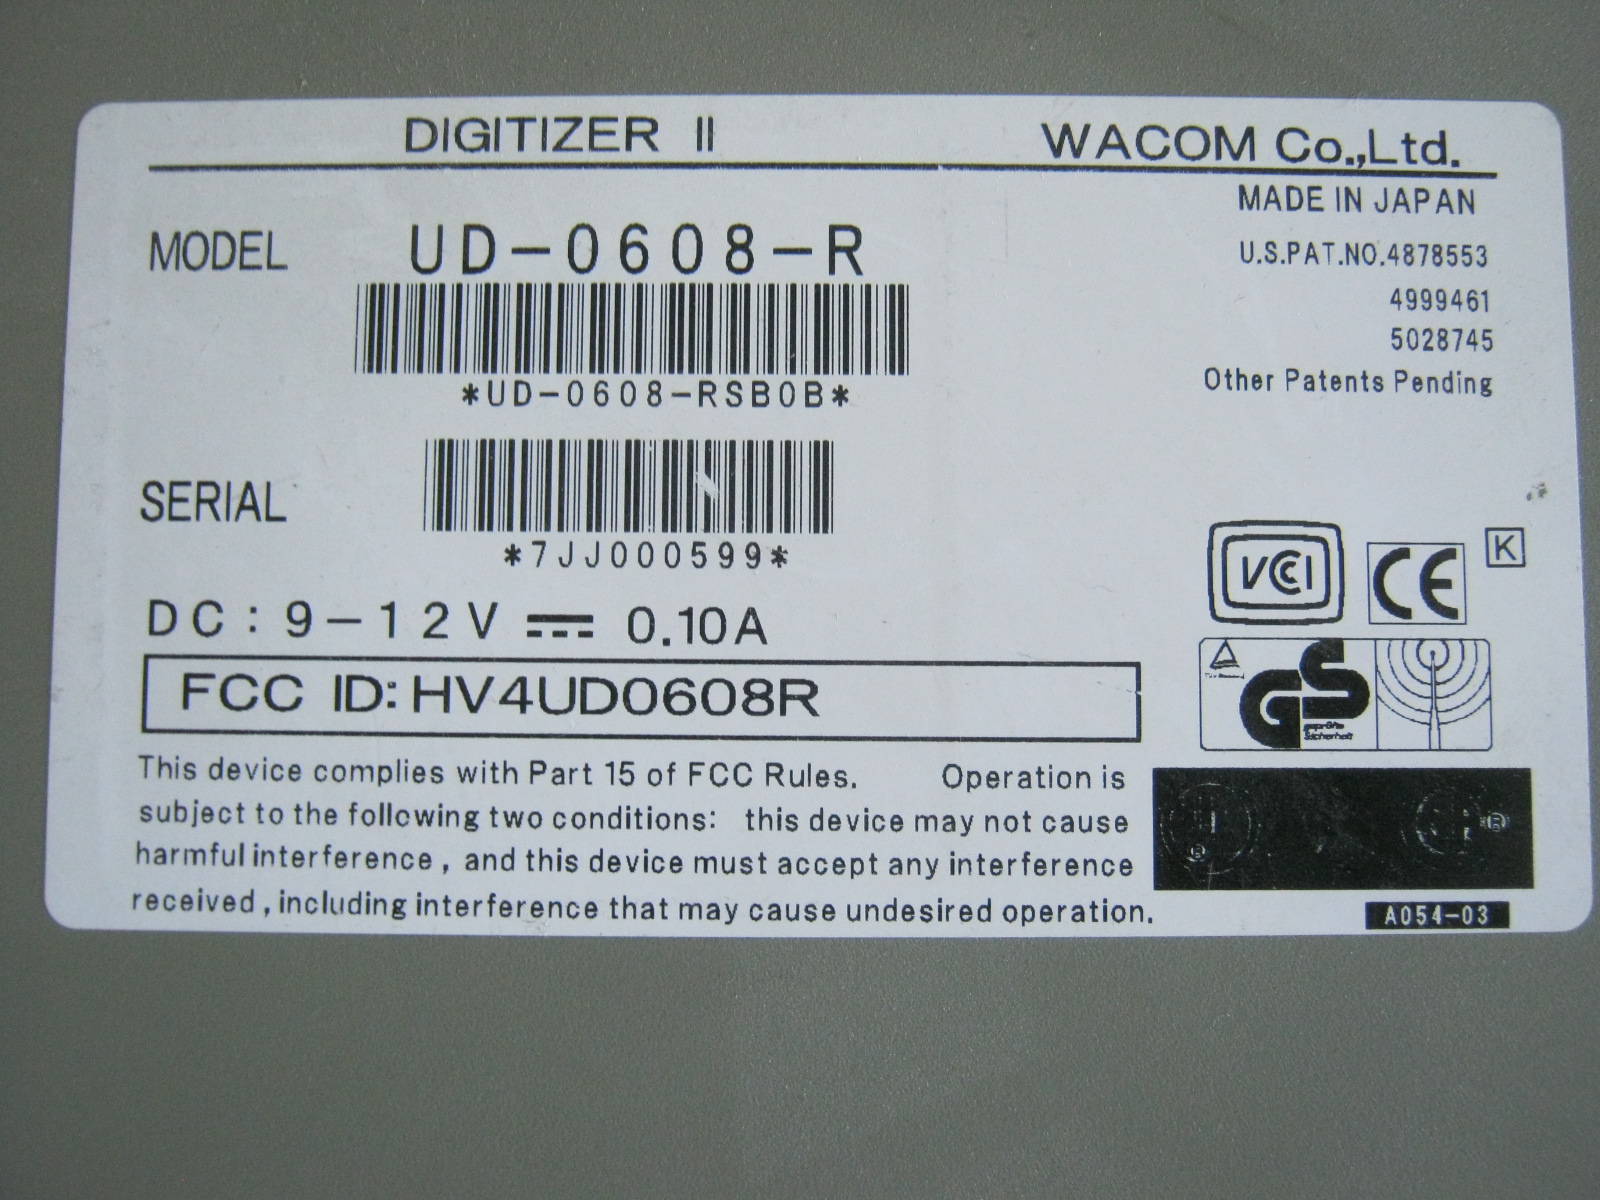 DIGITIZER II
WACOM Co.,Ltd.
MADE IN JAPAN
MODEL UD-0608-R
U.S.PAT.NO.4878553
4999461
5028745
*UD-0608-RSB0B*
Other Patents Pending
SERIAL
*7JJ000599*
VCCI
CE
K
DC: 9-12V ⎓ 0.10A
FCC ID: HV4UD0608R
GS
geprüfte
Sicherheit
This device complies with Part 15 of FCC Rules. Operation is
subject to the following two conditions: this device may not cause
harmful interference, and this device must accept any interference
received, including interference that may cause undesired operation.
®
®
A054-03